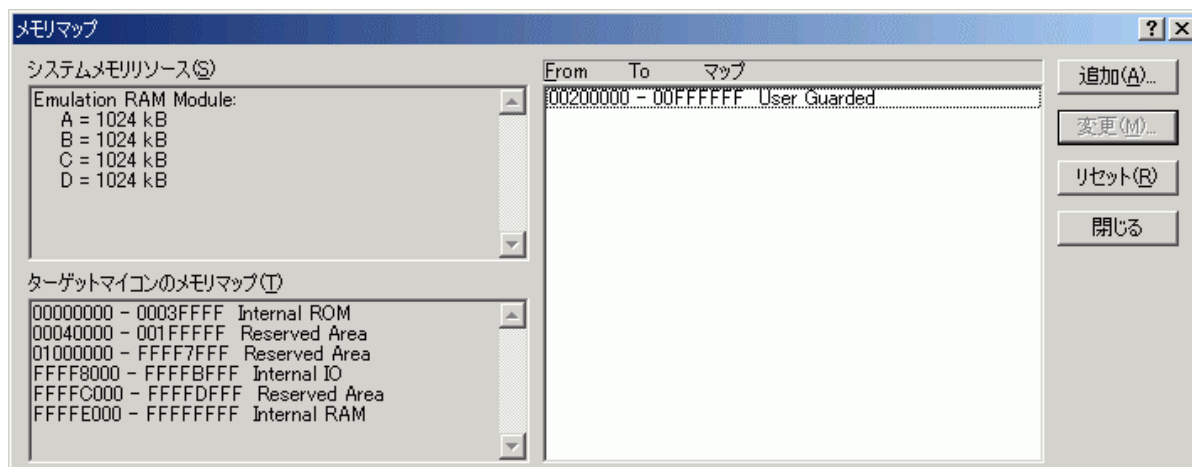 メモリマップ
システムメモリリソース(S)
Emulation RAM Module:
A = 1024 kB
B = 1024 kB
C = 1024 kB
D = 1024 kB
ターゲットマイコンのメモリマップ(T)
00000000 - 0003FFFF Internal ROM
00040000 - 001FFFFF Reserved Area
01000000 - FFFF7FFF Reserved Area
FFFF8000 - FFFFBFFF Internal IO
FFFFC000 - FFFFDFFF Reserved Area
FFFFE000 - FFFFFFFF Internal RAM
From To マップ
00200000 - 00FFFFFF User Guarded
追加(A)...
変更(M)...
リセット(R)
閉じる